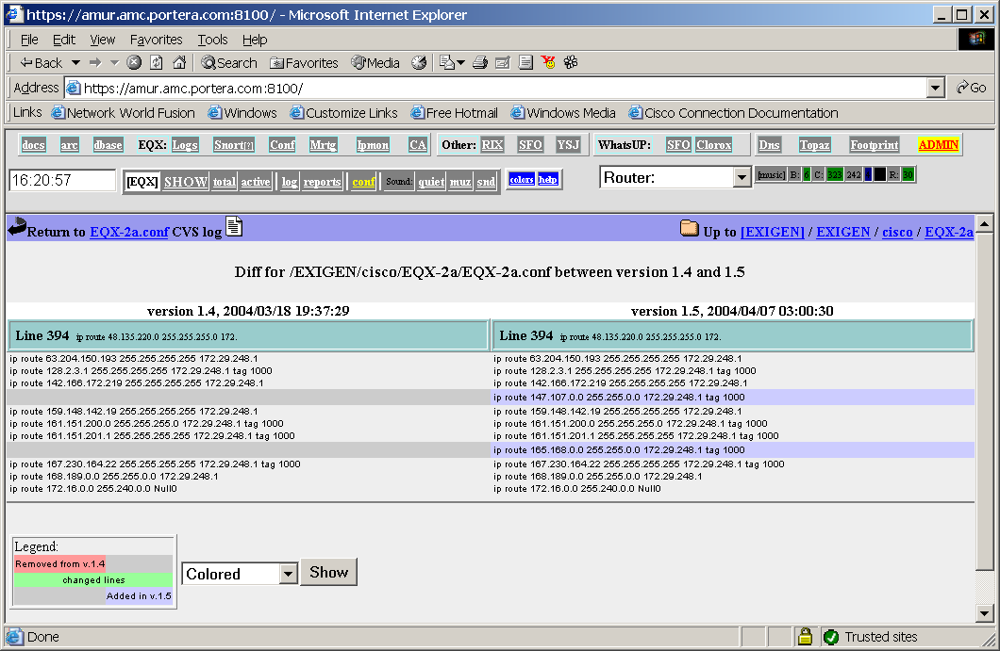 https://amur.amc.portera.com:8100/ - Microsoft Internet Explorer
File Edit View Favorites Tools Help
Back Search Favorites Media
Address https://amur.amc.portera.com:8100/ Go
Links Network World Fusion Windows Customize Links Free Hotmail Windows Media Cisco Connection Documentation
docs arc dbase EQX: Logs Snort[?] Conf Mrtg Ipmon CA Other: RIX SFO YSJ WhatsUP: SFO Clorox Dns Topaz Footprint ADMIN
16:20:57 [EQX] SHOW total active log reports conf Sound: quiet muz snd colors help Router: [music] B: 6 C: 323 242 R: 30
Return to EQX-2a.conf CVS log Up to [EXIGEN] / EXIGEN / cisco / EQX-2a
Diff for /EXIGEN/cisco/EQX-2a/EQX-2a.conf between version 1.4 and 1.5
version 1.4, 2004/03/18 19:37:29 version 1.5, 2004/04/07 03:00:30
Line 394 ip route 48.135.220.0 255.255.255.0 172. Line 394 ip route 48.135.220.0 255.255.255.0 172.
ip route 63.204.150.193 255.255.255.255 172.29.248.1 ip route 63.204.150.193 255.255.255.255 172.29.248.1
ip route 128.2.3.1 255.255.255.255 172.29.248.1 tag 1000 ip route 128.2.3.1 255.255.255.255 172.29.248.1 tag 1000
ip route 142.166.172.219 255.255.255.255 172.29.248.1 ip route 142.166.172.219 255.255.255.255 172.29.248.1
ip route 147.107.0.0 255.255.0.0 172.29.248.1 tag 1000
ip route 159.148.142.19 255.255.255.255 172.29.248.1 ip route 159.148.142.19 255.255.255.255 172.29.248.1
ip route 161.151.200.0 255.255.255.0 172.29.248.1 tag 1000 ip route 161.151.200.0 255.255.255.0 172.29.248.1 tag 1000
ip route 161.151.201.1 255.255.255.255 172.29.248.1 tag 1000 ip route 161.151.201.1 255.255.255.255 172.29.248.1 tag 1000
ip route 165.168.0.0 255.255.0.0 172.29.248.1 tag 1000
ip route 167.230.164.22 255.255.255.255 172.29.248.1 tag 1000 ip route 167.230.164.22 255.255.255.255 172.29.248.1 tag 1000
ip route 168.189.0.0 255.255.0.0 172.29.248.1 ip route 168.189.0.0 255.255.0.0 172.29.248.1
ip route 172.16.0.0 255.240.0.0 Null0 ip route 172.16.0.0 255.240.0.0 Null0
Legend:
Removed from v.1.4
changed lines
Added in v.1.5
Colored Show
Done Trusted sites